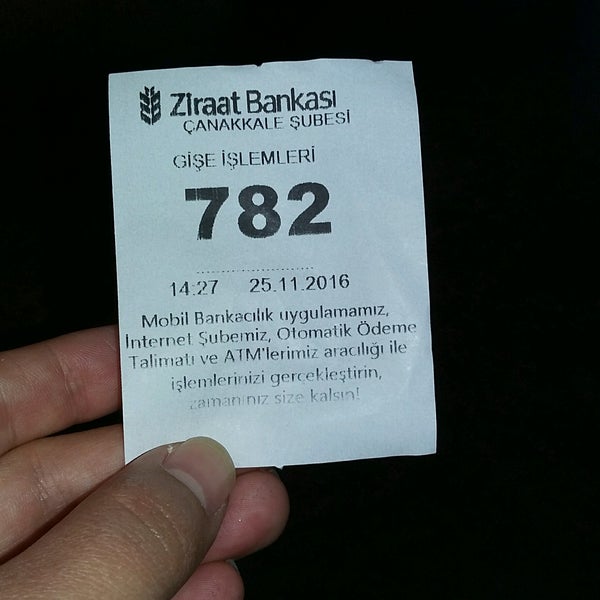 Ziraat Bankası
ÇANAKKALE ŞUBESİ
GİŞE İŞLEMLERİ
782
14:27 25.11.2016
Mobil Bankacılık uygulamamız,
İnternet Şubemiz, Otomatik Ödeme
Talimatı ve ATM'lerimiz aracılığı ile
işlemlerinizi gerçekleştirin,
zamanınız size kalsın!